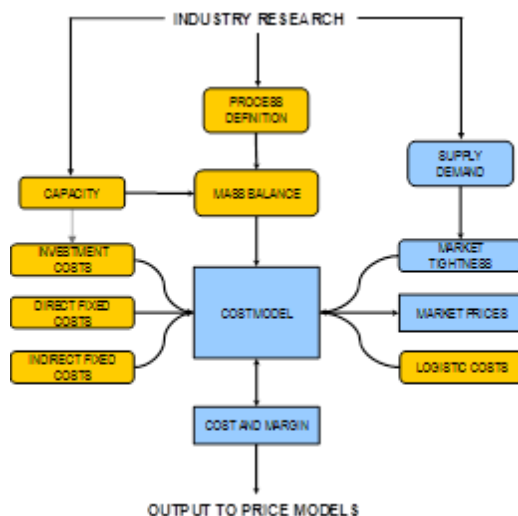 INDUSTRY RESEARCH
PROCESS
DEFINITION
SUPPLY
DEMAND
CAPACITY
MASS BALANCE
INVESTMENT
COSTS
MARKET
TIGHTNESS
DIRECT FIXED
COSTS
COST MODEL
MARKET PRICES
INDIRECT FIXED
COSTS
LOGISTIC COSTS
COST AND MARGIN
OUTPUT TO PRICE MODELS